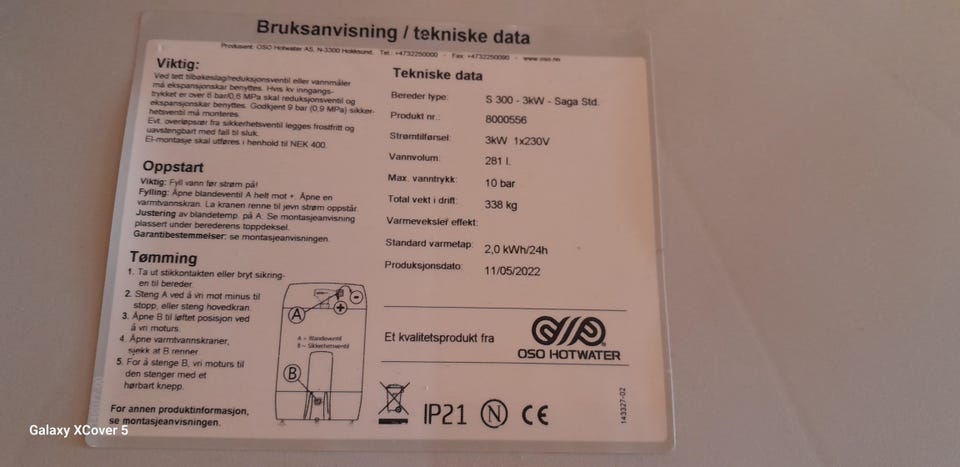 Bruksanvisning / tekniske data
Produsent: OSO Hotwater AS, N-3300 Hokksund. Tel.: +4732250000 - Fax: +4732250090 - www.oso.no
Viktig:
Ved tett tilbakeslag/reduksjonsventil eller vannmåler
må ekspansjonskar benyttes. Hvis kv inngangs-
trykket er over 6 bar/0,6 MPa skal reduksjonsventil og
ekspansjonskar benyttes. Godkjent 9 bar (0,9 MPa) sikker-
hetsventil må monteres.
Evt. overløpsrør fra sikkerhetsventil legges frostfritt og
uavstengbart med fall til sluk.
El-montasje skal utføres i henhold til NEK 400.
Oppstart
Viktig: Fyll vann før strøm på!
Fylling: Åpne blandeventil A helt mot +. Åpne en
varmtvannskran. La kranen renne til jevn strøm oppstår.
Justering av blandetemp. på A: Se montasjeanvisning
plassert under berederens toppdeksel.
Garantibestemmelser: se montasjeanvisningen.
Tømming
1. Ta ut stikkontakten eller bryt sikring-
en til bereder.
2. Steng A ved å vri mot minus til
stopp, eller steng hovedkran.
3. Åpne B til løftet posisjon ved
å vri moturs.
4. Åpne varmtvannskraner,
sjekk at B renner
5. For å stenge B, vri moturs til
den stenger med et
hørbart knepp.
For annen produktinformasjon,
se montasjeanvisningen.
A
-
+
A = Blandeventil
B = Sikkerhetsventil
B
Tekniske data
Bereder type: S 300 - 3kW - Saga Std.
Produkt nr.: 8000556
Strømtilførsel: 3kW 1x230V
Vannvolum: 281 l.
Max. vanntrykk: 10 bar
Total vekt i drift: 338 kg
Varmeveksler effekt:
Standard varmetap: 2,0 kWh/24h
Produksjonsdato: 11/05/2022
Et kvalitetsprodukt fra
OSO HOTWATER
IP21 N CE
143327-02
Galaxy XCover 5